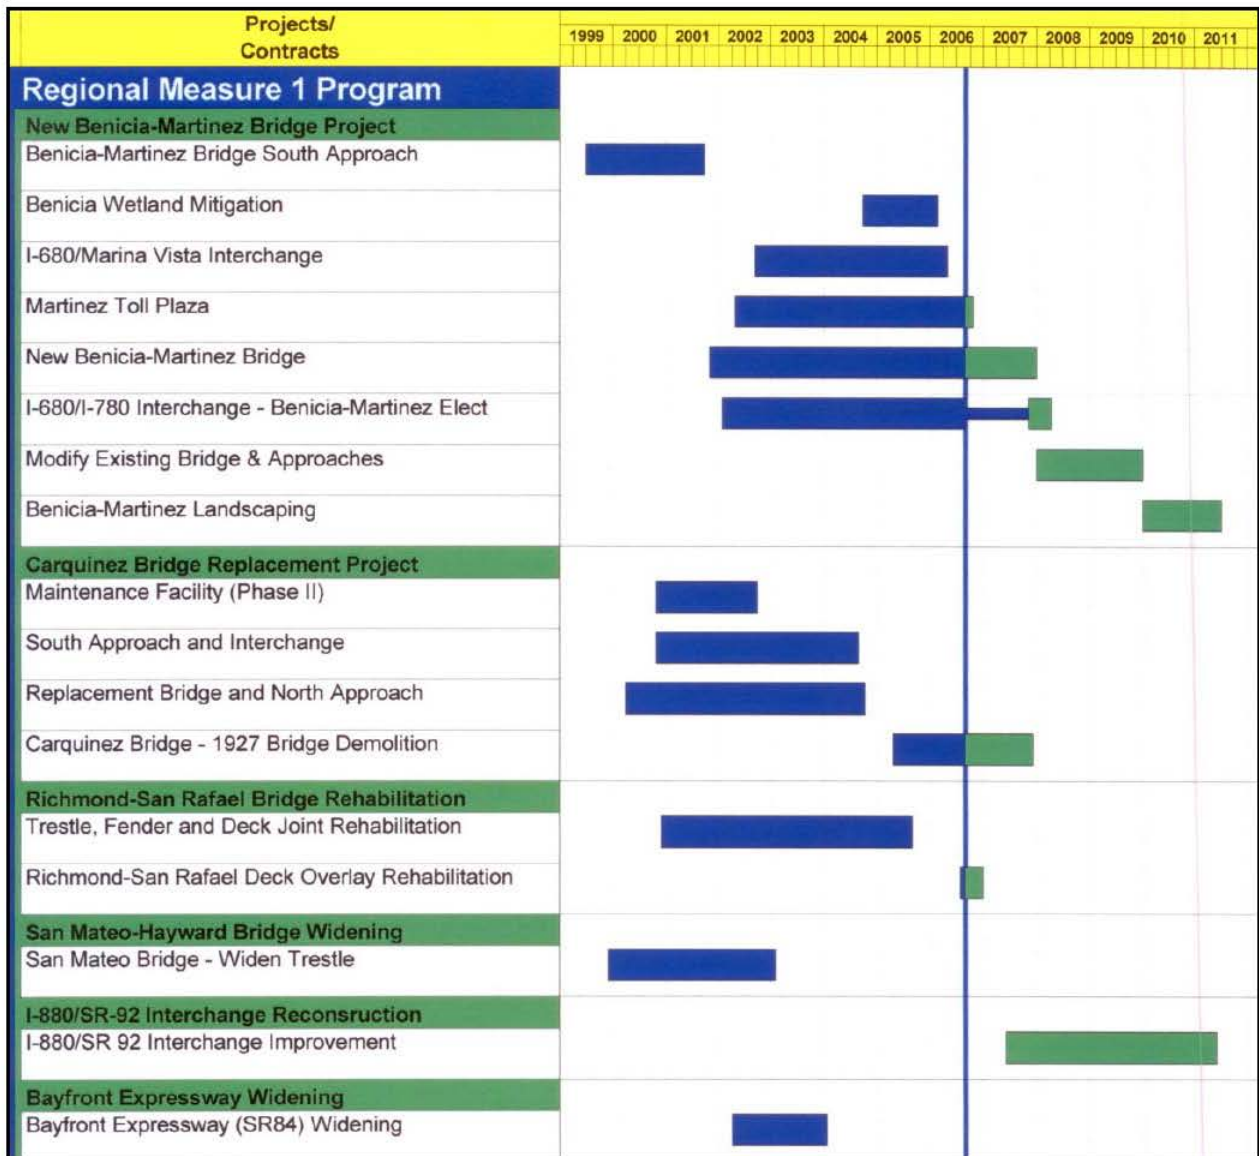 Projects/
Contracts
1999 2000 2001 2002 2003 2004 2005 2006 2007 2008 2009 2010 2011
Regional Measure 1 Program
New Benicia-Martinez Bridge Project
Benicia-Martinez Bridge South Approach
Benicia Wetland Mitigation
I-680/Marina Vista Interchange
Martinez Toll Plaza
New Benicia-Martinez Bridge
I-680/I-780 Interchange - Benicia-Martinez Elect
Modify Existing Bridge & Approaches
Benicia-Martinez Landscaping
Carquinez Bridge Replacement Project
Maintenance Facility (Phase II)
South Approach and Interchange
Replacement Bridge and North Approach
Carquinez Bridge - 1927 Bridge Demolition
Richmond-San Rafael Bridge Rehabilitation
Trestle, Fender and Deck Joint Rehabilitation
Richmond-San Rafael Deck Overlay Rehabilitation
San Mateo-Hayward Bridge Widening
San Mateo Bridge - Widen Trestle
I-880/SR-92 Interchange Reconsruction
I-880/SR 92 Interchange Improvement
Bayfront Expressway Widening
Bayfront Expressway (SR84) Widening